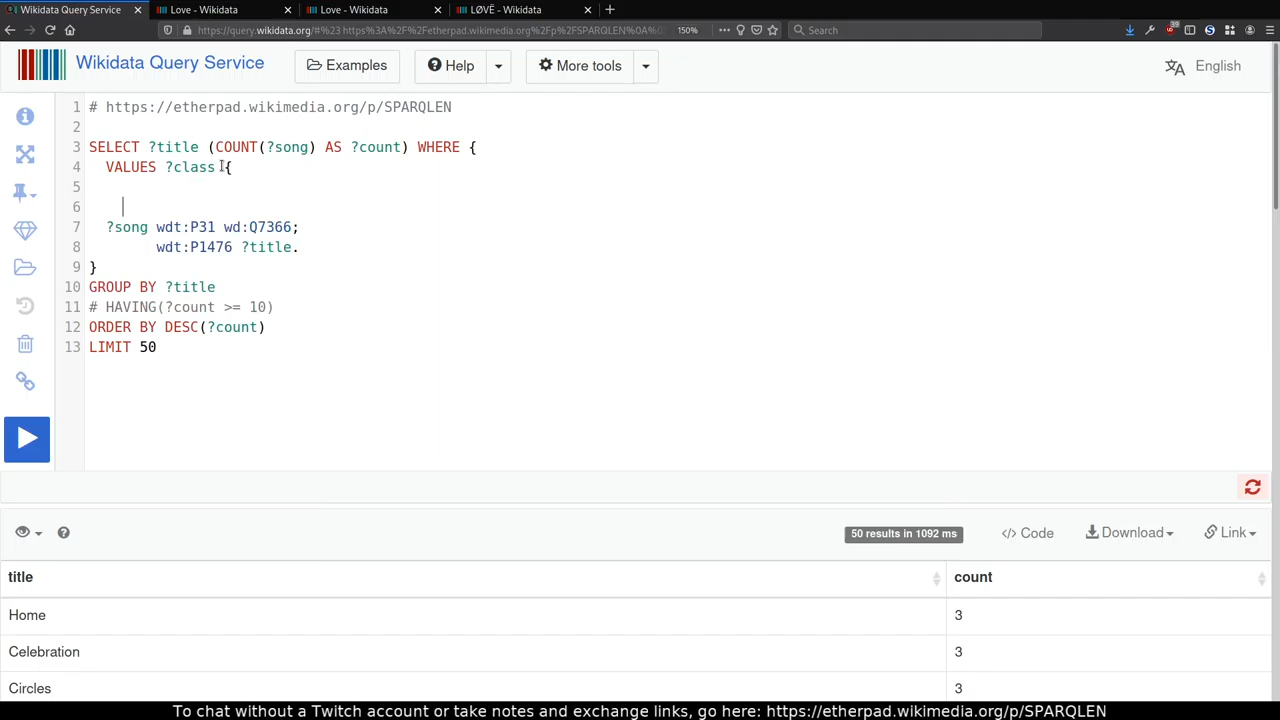 Wikidata Query Service
Love - Wikidata
Love - Wikidata
LØVË - Wikidata
https://query.wikidata.org/#%23 https%3A%2F%2Fetherpad.wikimedia.org%2Fp%2FSPARQLEN%0A%
150%
Search
39
Wikidata Query Service
Examples
Help
More tools
English
1 # https://etherpad.wikimedia.org/p/SPARQLEN
2
3 SELECT ?title (COUNT(?song) AS ?count) WHERE {
4 VALUES ?class {
5
6
7 ?song wdt:P31 wd:Q7366;
8 wdt:P1476 ?title.
9 }
10 GROUP BY ?title
11 # HAVING(?count >= 10)
12 ORDER BY DESC(?count)
13 LIMIT 50
50 results in 1092 ms
</> Code
Download
Link
title
count
Home
3
Celebration
3
Circles
3
To chat without a Twitch account or take notes and exchange links, go here: https://etherpad.wikimedia.org/p/SPARQLEN